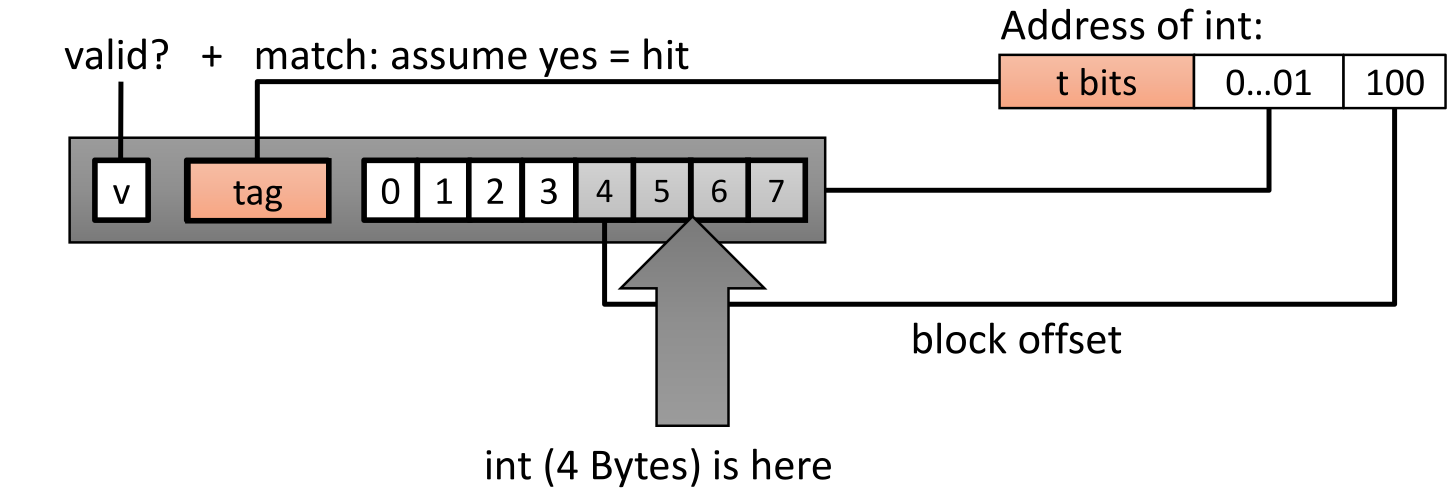 Address of int:
valid? + match: assume yes = hit
t bits 0...01 100
v tag 0 1 2 3 4 5 6 7
block offset
int (4 Bytes) is here